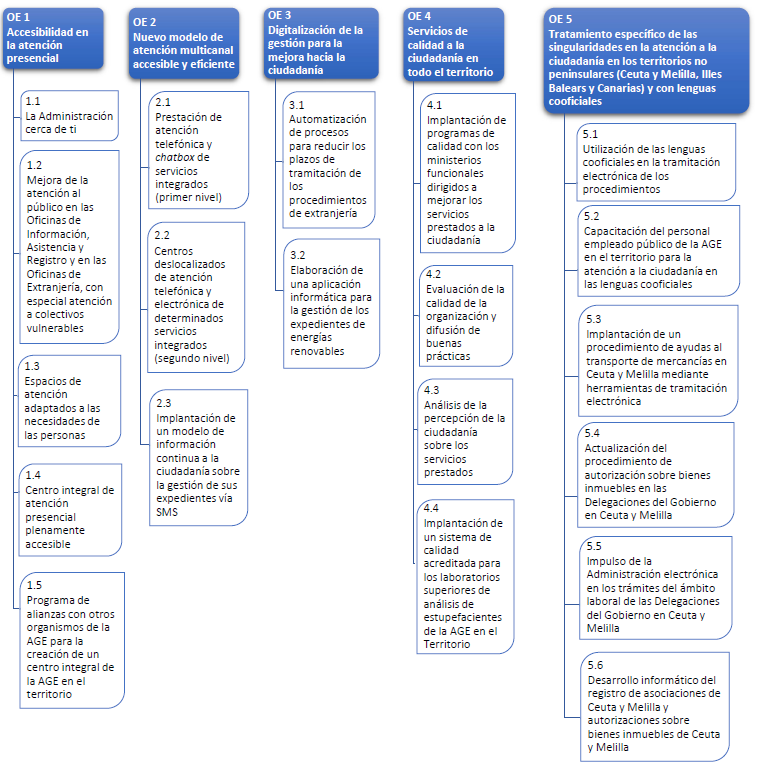 OE 1
Accesibilidad en
la atención
presencial
1.1
La Administración
cerca de ti
1.2
Mejora de la
atención al
público en las
Oficinas de
Información,
Asistencia y
Registro y en las
Oficinas de
Extranjería, con
especial atención
a colectivos
vulnerables
1.3
Espacios de
atención
adaptados a las
necesidades de
las personas
1.4
Centro integral de
atención
presencial
plenamente
accesible
1.5
Programa de
alianzas con otros
organismos de la
AGE para la
creación de un
centro integral de
la AGE en el
territorio
OE 2
Nuevo modelo de
atención multicanal
accesible y eficiente
2.1
Prestación de
atención
telefónica y
chatbox de
servicios
integrados
(primer nivel)
2.2
Centros
deslocalizados
de atención
telefónica y
electrónica de
determinados
servicios
integrados
(segundo nivel)
2.3
Implantación de
un modelo de
información
continua a la
ciudadanía sobre
la gestión de sus
expedientes vía
SMS
OE 3
Digitalización de la
gestión para la
mejora hacia la
ciudadanía
3.1
Automatización
de procesos
para reducir los
plazos de
tramitación de
los
procedimientos
de extranjería
3.2
Elaboración de
una aplicación
informática para
la gestión de los
expedientes de
energías
renovables
OE 4
Servicios de
calidad a la
ciudadanía en
todo el territorio
4.1
Implantación de
programas de
calidad con los
ministerios
funcionales
dirigidos a
mejorar los
servicios
prestados a la
ciudadanía
4.2
Evaluación de la
calidad de la
organización y
difusión de
buenas
prácticas
4.3
Análisis de la
percepción de la
ciudadanía
sobre los
servicios
prestados
4.4
Implantación de
un sistema de
calidad
acreditada para
los laboratorios
superiores de
análisis de
estupefacientes
de la AGE en el
Territorio
OE 5
Tratamiento específico de las
singularidades en la atención a la
ciudadanía en los territorios no
peninsulares (Ceuta y Melilla, Illes
Balears y Canarias) y con lenguas
cooficiales
5.1
Utilización de las lenguas
cooficiales en la tramitación
electrónica de los
procedimientos
5.2
Capacitación del personal
empleado público de la AGE
en el territorio para la
atención a la ciudadanía en
las lenguas cooficiales
5.3
Implantación de un
procedimiento de ayudas al
transporte de mercancías en
Ceuta y Melilla mediante
herramientas de tramitación
electrónica
5.4
Actualización del
procedimiento de
autorización sobre bienes
inmuebles en las
Delegaciones del Gobierno
en Ceuta y Melilla
5.5
Impulso de la
Administración electrónica
en los trámites del ámbito
laboral de las Delegaciones
del Gobierno en Ceuta y
Melilla
5.6
Desarrollo informático del
registro de asociaciones de
Ceuta y Melilla y
autorizaciones sobre
bienes inmuebles de Ceuta
y Melilla